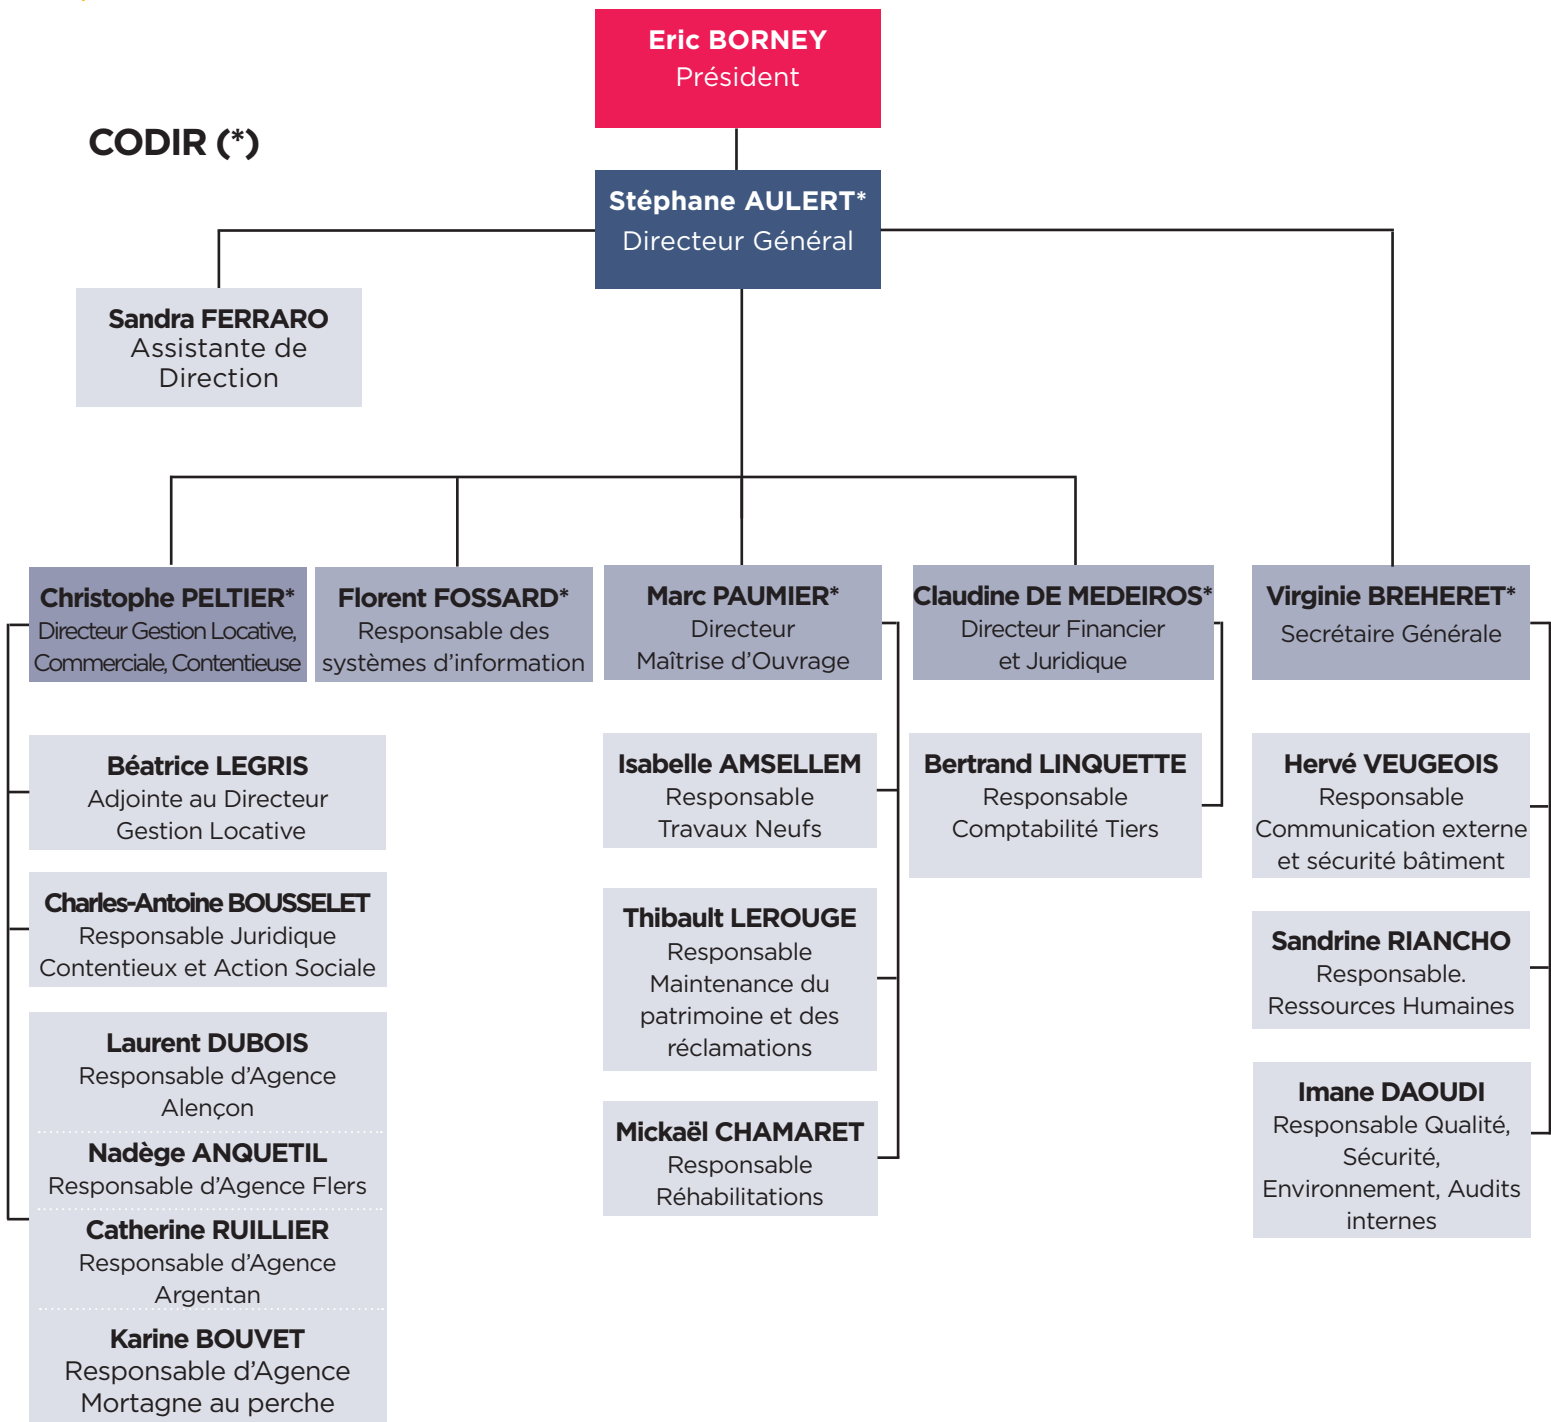 Eric BORNEY
Président
CODIR (*)
Stéphane AULERT*
Directeur Général
Sandra FERRARO
Assistante de
Direction
Christophe PELTIER*
Directeur Gestion Locative,
Commerciale, Contentieuse
Florent FOSSARD*
Responsable des
systèmes d’information
Marc PAUMIER*
Directeur
Maîtrise d’Ouvrage
Claudine DE MEDEIROS*
Directeur Financier
et Juridique
Virginie BREHERET*
Secrétaire Générale
Béatrice LEGRIS
Adjointe au Directeur
Gestion Locative
Charles-Antoine BOUSSELET
Responsable Juridique
Contentieux et Action Sociale
Laurent DUBOIS
Responsable d’Agence
Alençon
Nadège ANQUETIL
Responsable d’Agence Flers
Catherine RUILLIER
Responsable d’Agence
Argentan
Karine BOUVET
Responsable d’Agence
Mortagne au perche
Isabelle AMSELLEM
Responsable
Travaux Neufs
Thibault LEROUGE
Responsable
Maintenance du
patrimoine et des
réclamations
Mickaël CHAMARET
Responsable
Réhabilitations
Bertrand LINQUETTE
Responsable
Comptabilité Tiers
Hervé VEUGEOIS
Responsable
Communication externe
et sécurité bâtiment
Sandrine RIANCHO
Responsable.
Ressources Humaines
Imane DAOUDI
Responsable Qualité,
Sécurité,
Environnement, Audits
internes